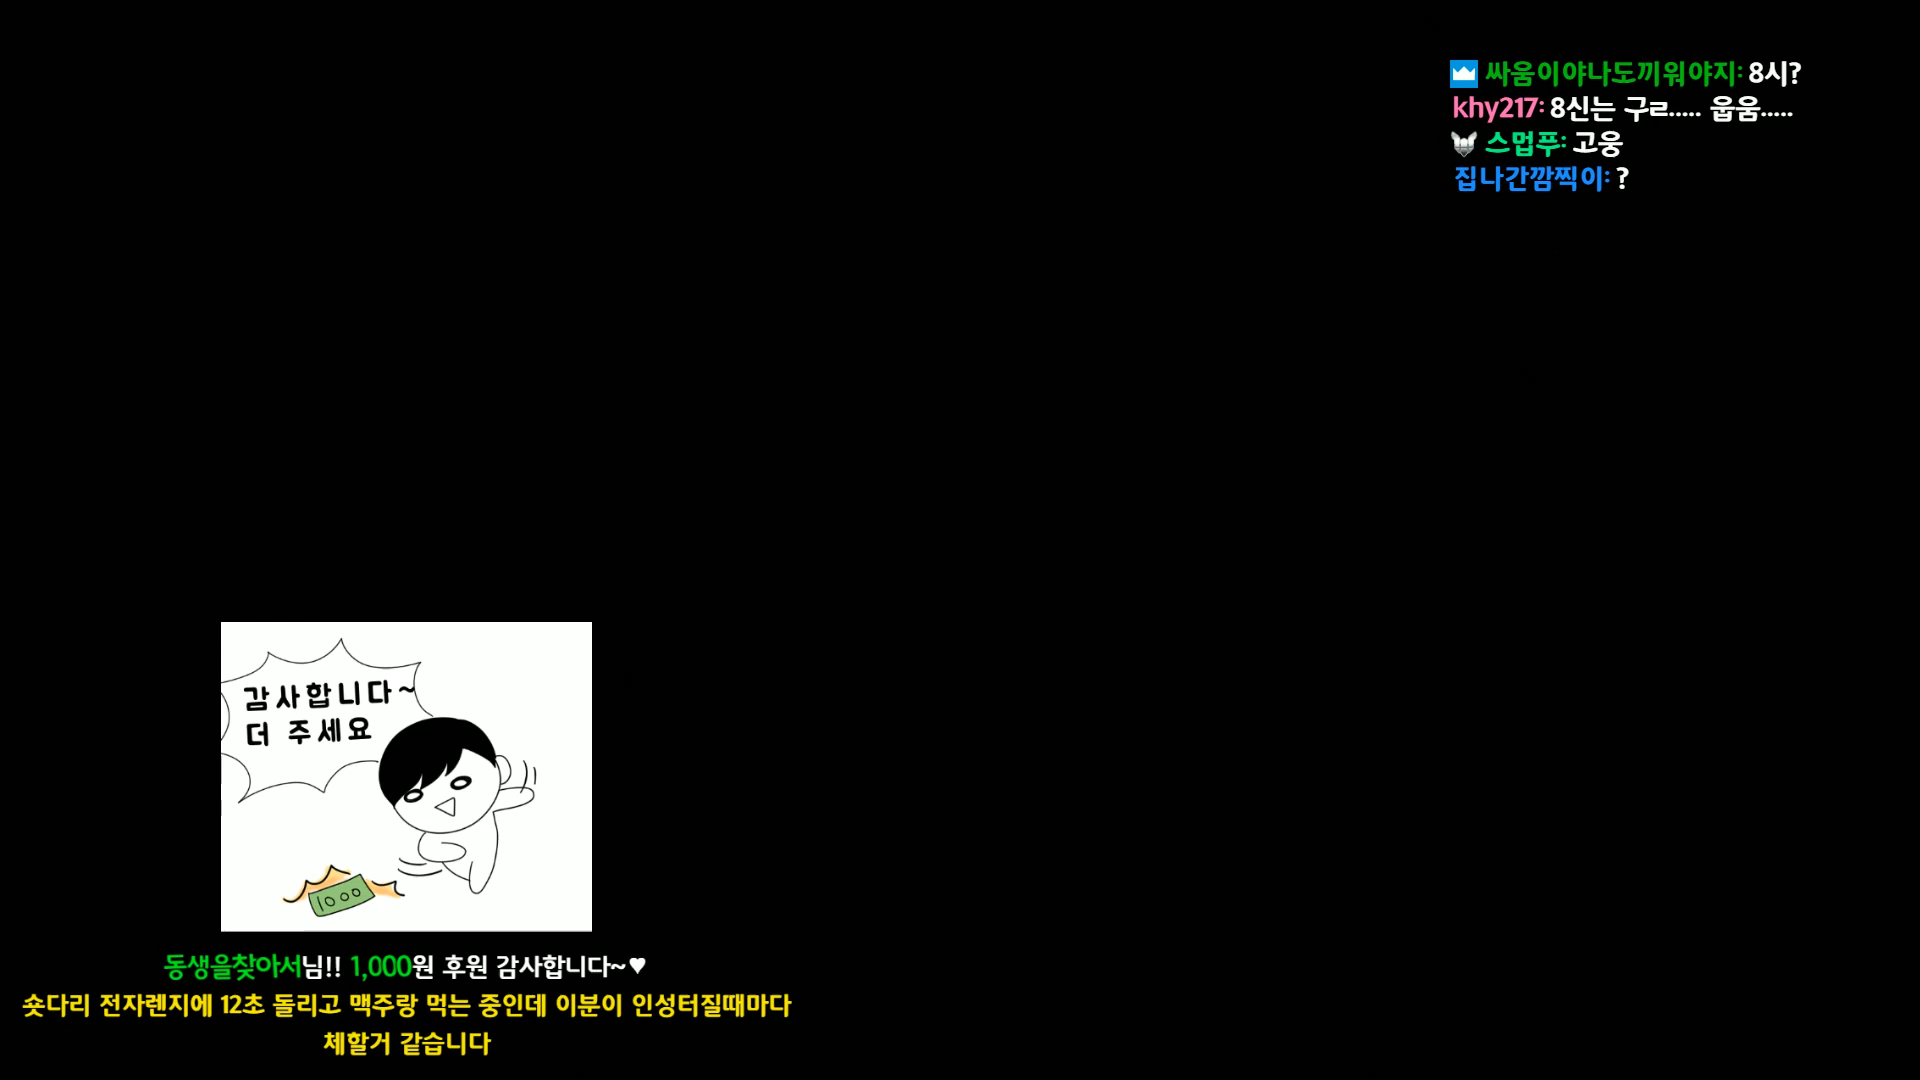 싸움이야나도끼워야지: 8시?
khy217: 8신는 구ㄹ..... 웁움.....
스멉푸: 고웅
집나간깜찍이: ?
감사합니다~
더 주세요
1000
동생을찾아서님!! 1,000원 후원 감사합니다~♥
숏다리 전자렌지에 12초 돌리고 맥주랑 먹는 중인데 이분이 인성터질때마다
체할거 같습니다